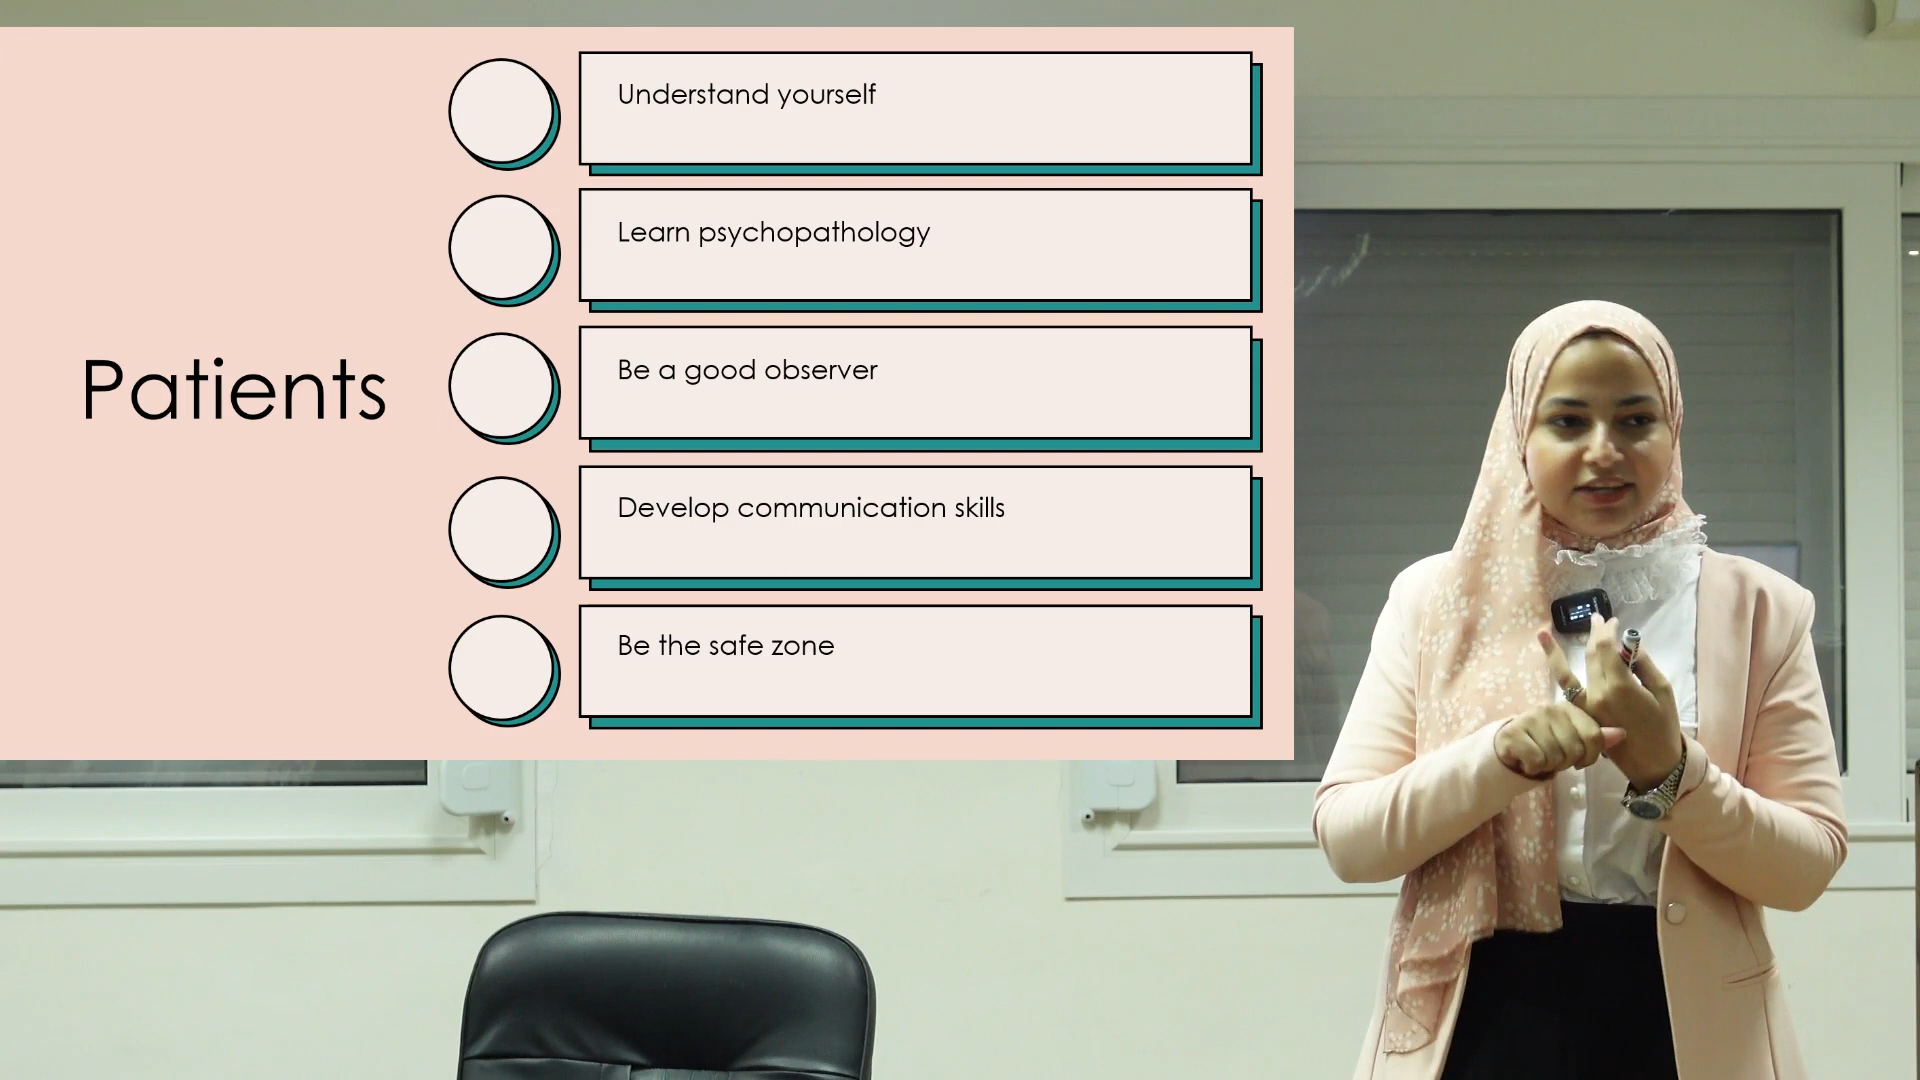 Patients
Understand yourself
Learn psychopathology
Be a good observer
Develop communication skills
Be the safe zone